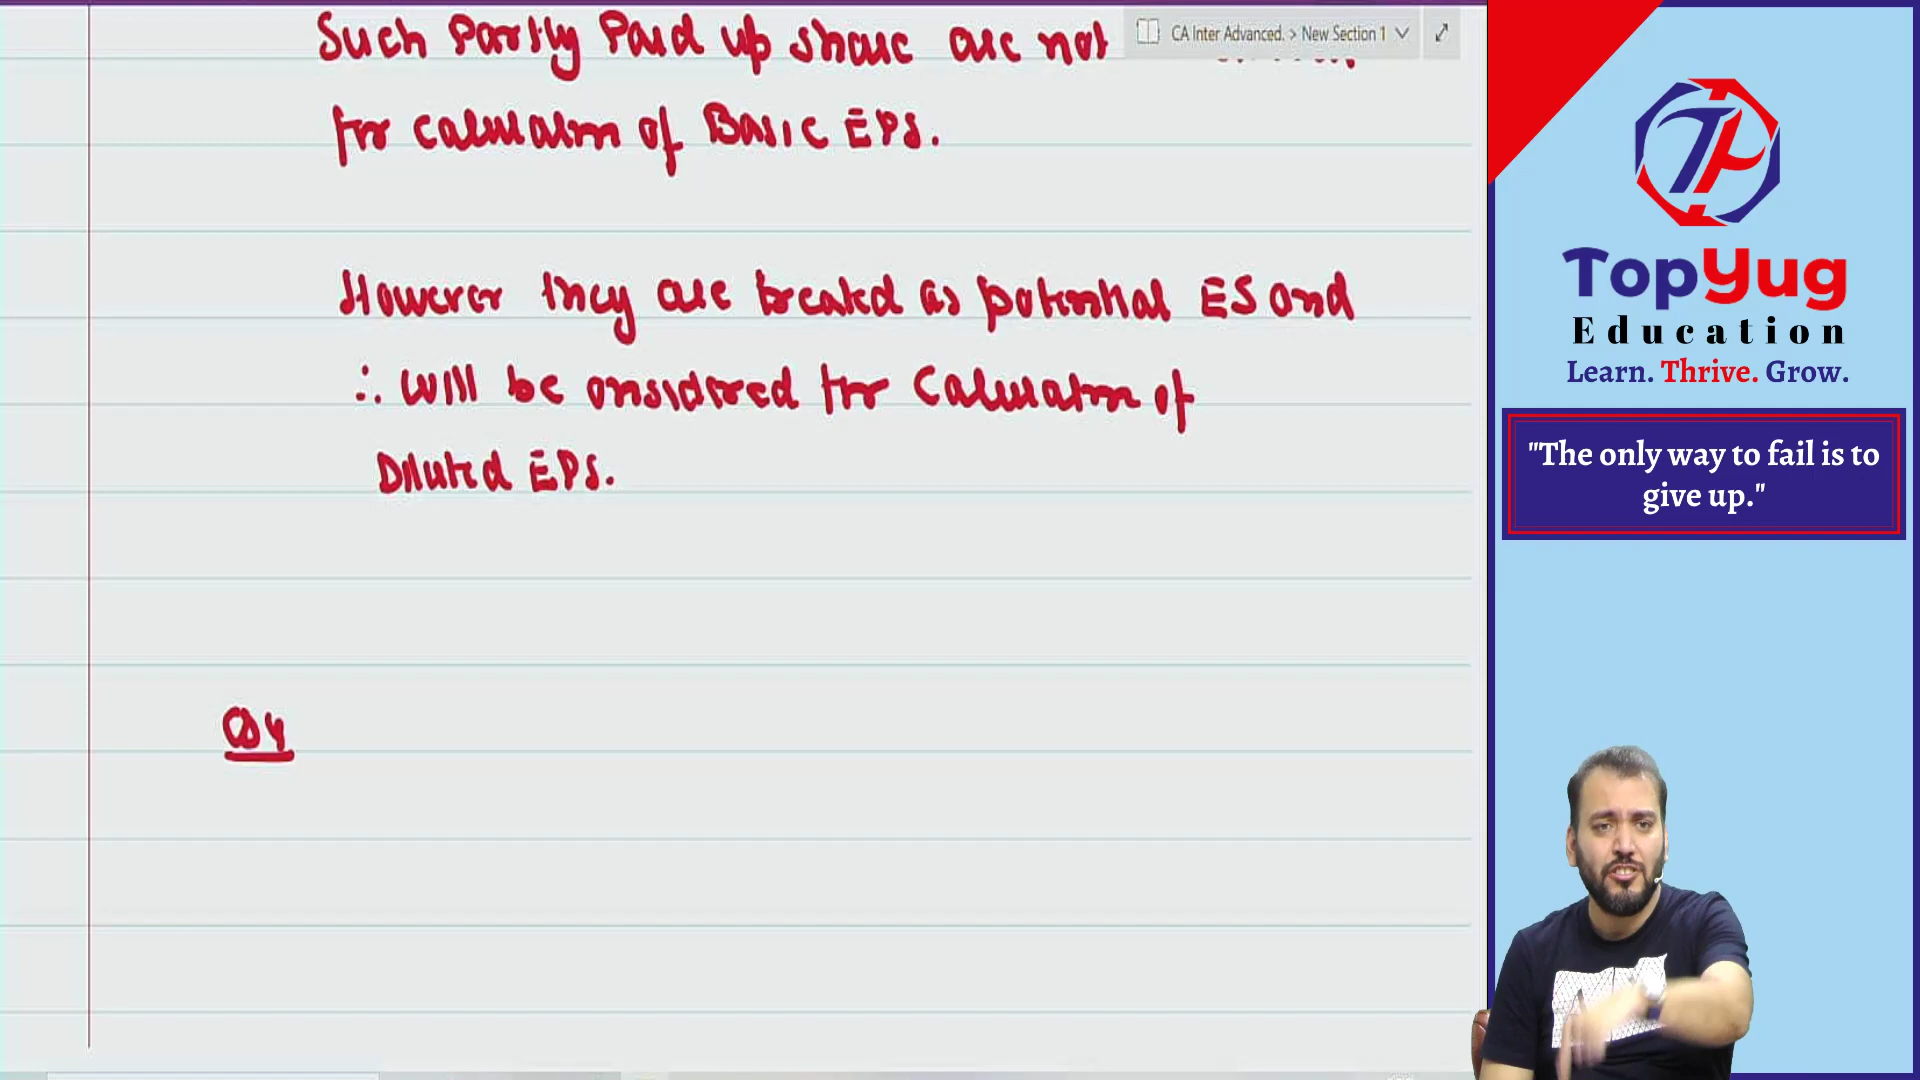 Such Partly Paid up share are not
for calculation of Basic EPS.
However they are treated as potential ES and
∴ will be considered for Calculation of
Diluted EPS.
Q4
CA Inter Advanced. > New Section 1
TopYug
Education
Learn. Thrive. Grow.
"The only way to fail is to
give up."